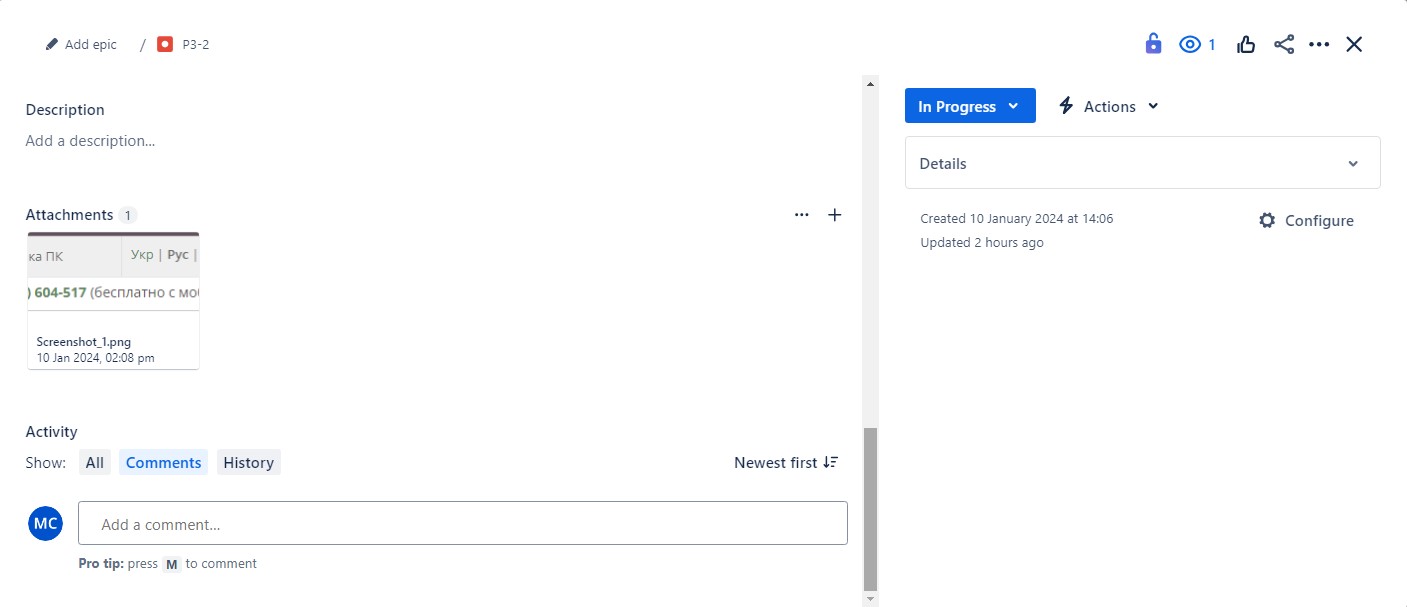 Add epic / P3-2
1
Description
Add a description...
Attachments 1
ка ПК Укр | Рус |
) 604-517 (бесплатно с моб
Screenshot_1.png
10 Jan 2024, 02:08 pm
Activity
Show: All Comments History
Newest first
MC Add a comment...
Pro tip: press M to comment
In Progress
Actions
Details
Created 10 January 2024 at 14:06
Updated 2 hours ago
Configure